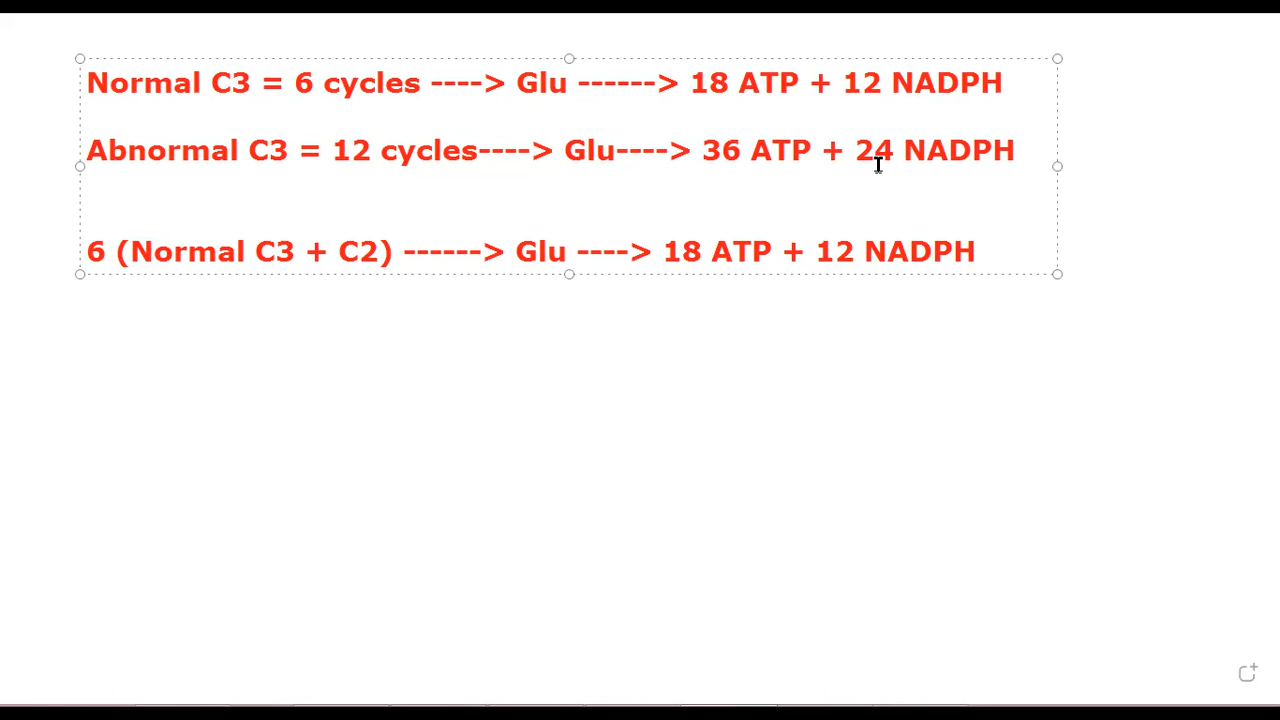 Normal C3 = 6 cycles ----> Glu ------> 18 ATP + 12 NADPH
Abnormal C3 = 12 cycles----> Glu----> 36 ATP + 24 NADPH
6 (Normal C3 + C2) ------> Glu ----> 18 ATP + 12 NADPH